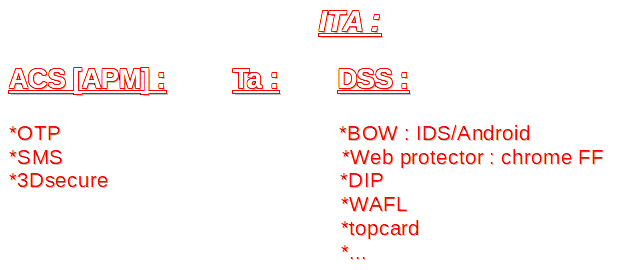 ITA :
ACS [APM] : Ta : DSS :
*OTP
*SMS
*3Dsecure
*BOW : IDS/Android
*Web protector : chrome FF
*DIP
*WAFL
*topcard
*...